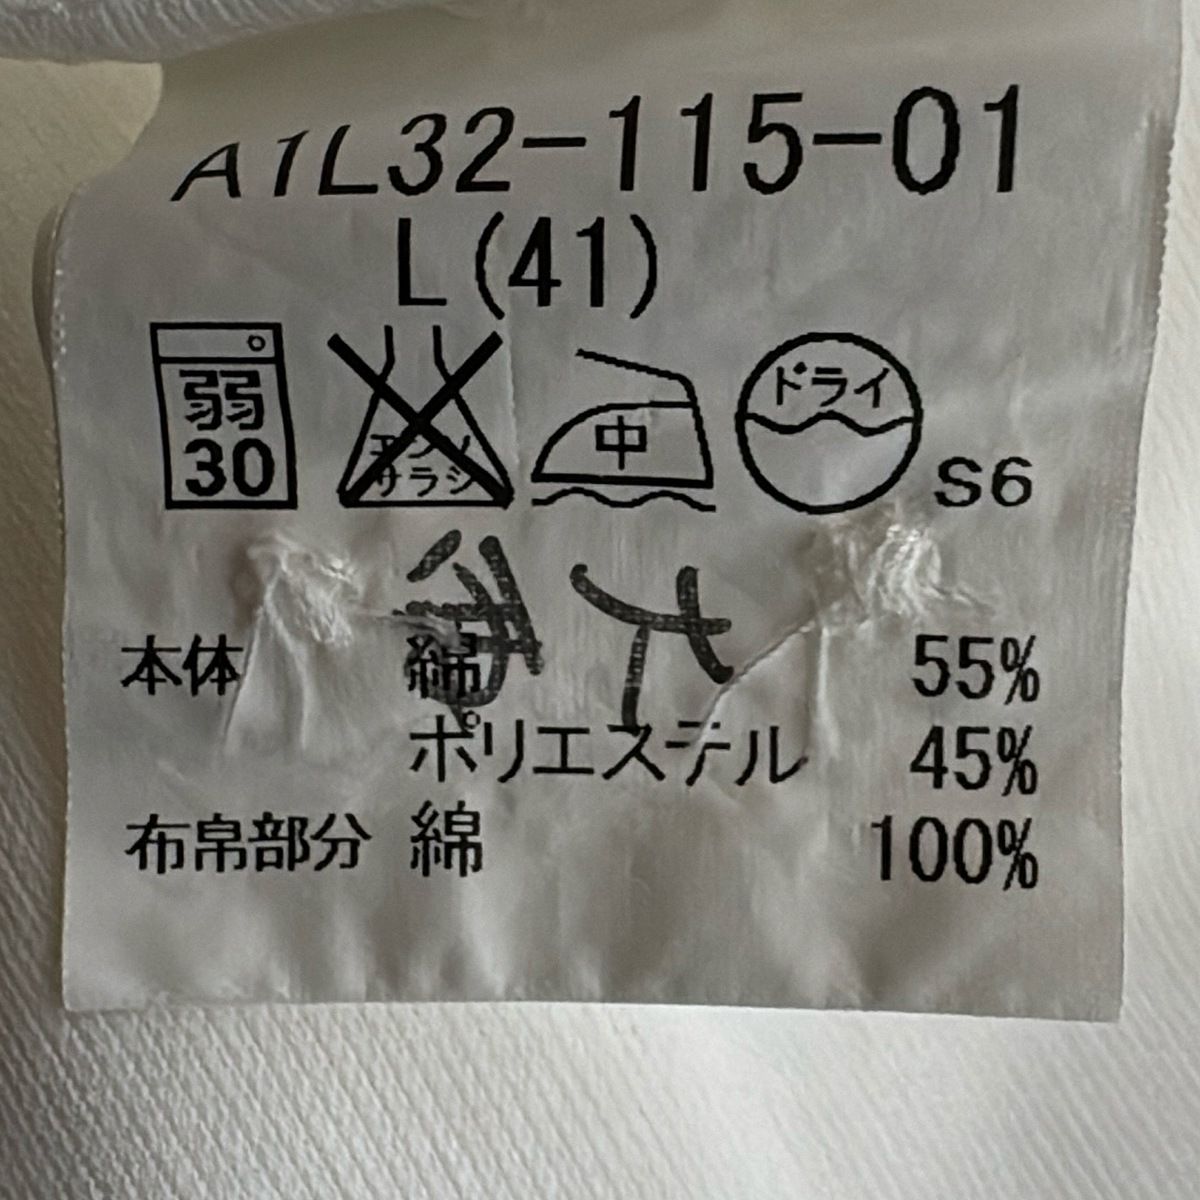 A1L32-115-01
L(41)
弱 30
エンソ サラシ
中
ドライ
S6
本体 綿 55%
ポリエステル 45%
布帛部分 綿 100%